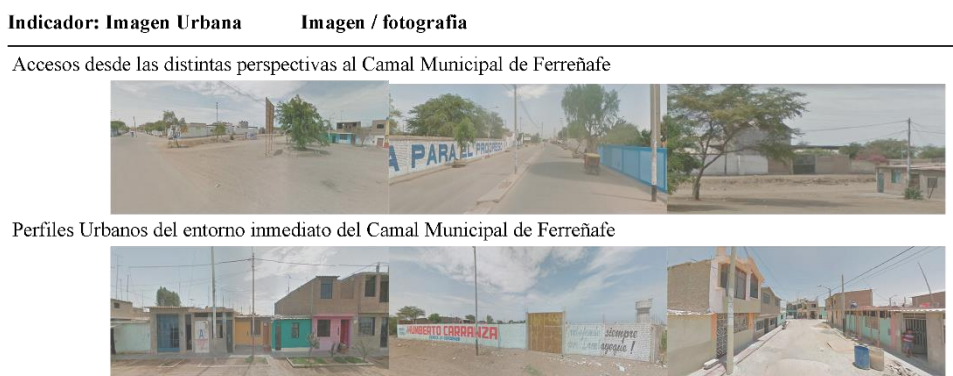 Indicador: Imagen Urbana Imagen / fotografia
Accesos desde las distintas perspectivas al Camal Municipal de Ferreñafe
A PARA EL PROGRESO
Perfiles Urbanos del entorno inmediato del Camal Municipal de Ferreñafe
HUMBERTO CARRANZA
siempre